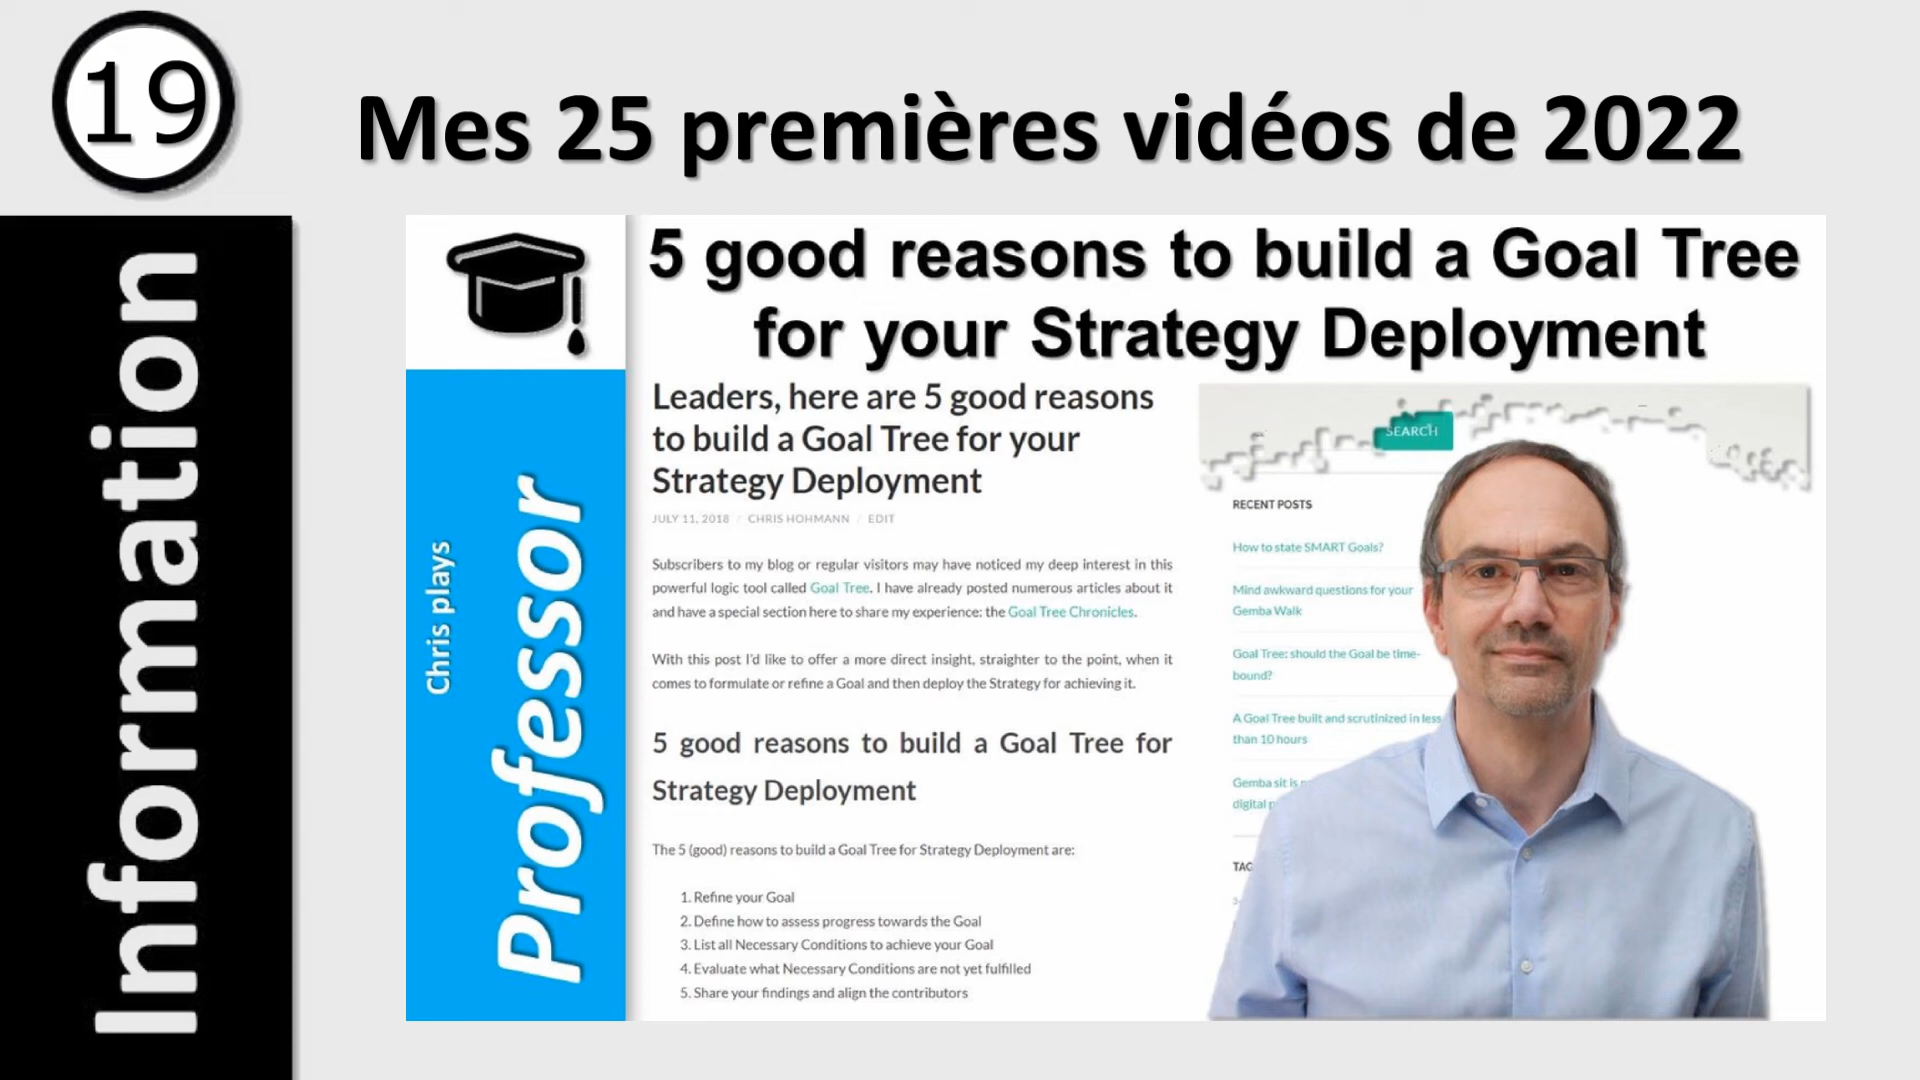 19
Mes 25 premières vidéos de 2022
Information
Chris plays
Professor
5 good reasons to build a Goal Tree
for your Strategy Deployment
Leaders, here are 5 good reasons
to build a Goal Tree for your
Strategy Deployment
JULY 11, 2018 / CHRIS HOHMANN / EDIT
Subscribers to my blog or regular visitors may have noticed my deep interest in this
powerful logic tool called Goal Tree. I have already posted numerous articles about it
and have a special section here to share my experience: the Goal Tree Chronicles.
With this post I'd like to offer a more direct insight, straighter to the point, when it
comes to formulate or refine a Goal and then deploy the Strategy for achieving it.
5 good reasons to build a Goal Tree for
Strategy Deployment
The 5 (good) reasons to build a Goal Tree for Strategy Deployment are:
1. Refine your Goal
2. Define how to assess progress towards the Goal
3. List all Necessary Conditions to achieve your Goal
4. Evaluate what Necessary Conditions are not yet fulfilled
5. Share your findings and align the contributors
SEARCH
RECENT POSTS
How to state SMART Goals?
Mind awkward questions for your
Gemba Walk
Goal Tree: should the Goal be time-
bound?
A Goal Tree built and scrutinized in less
than 10 hours
Gemba sit is
digital